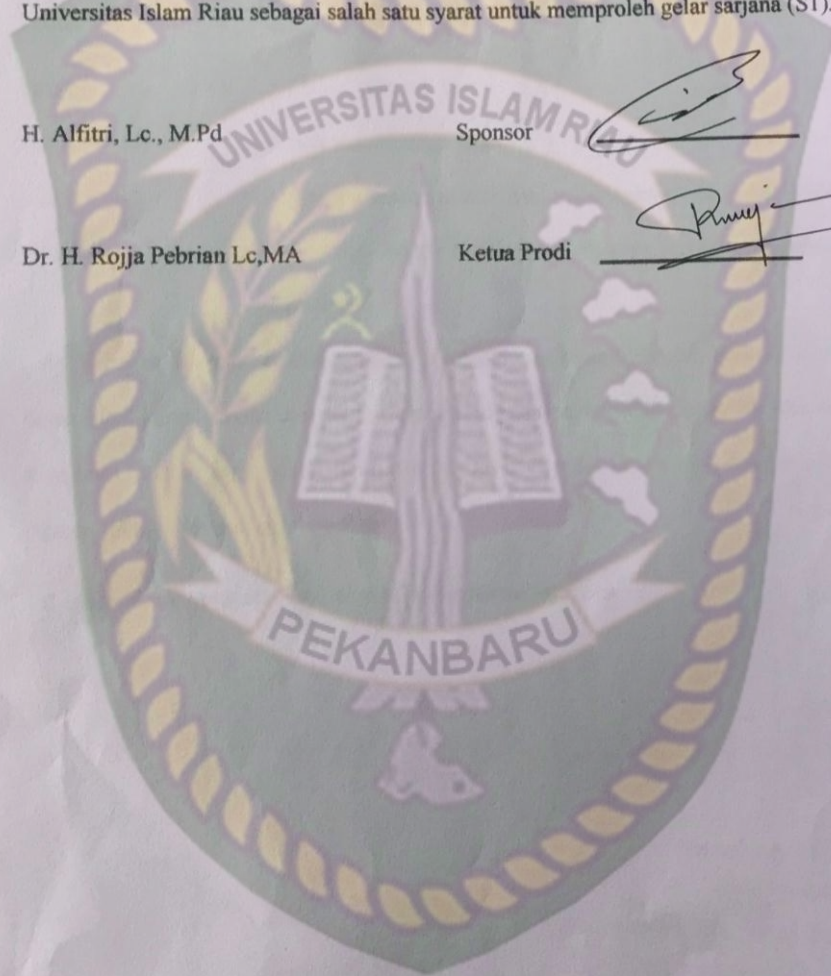 Universitas Islam Riau sebagai salah satu syarat untuk memproleh gelar sarjana (S1).
UNIVERSITAS ISLAM RIAU
H. Alfitri, Lc., M.Pd Sponsor
Dr. H. Rojja Pebrian Lc,MA Ketua Prodi
PEKANBARU